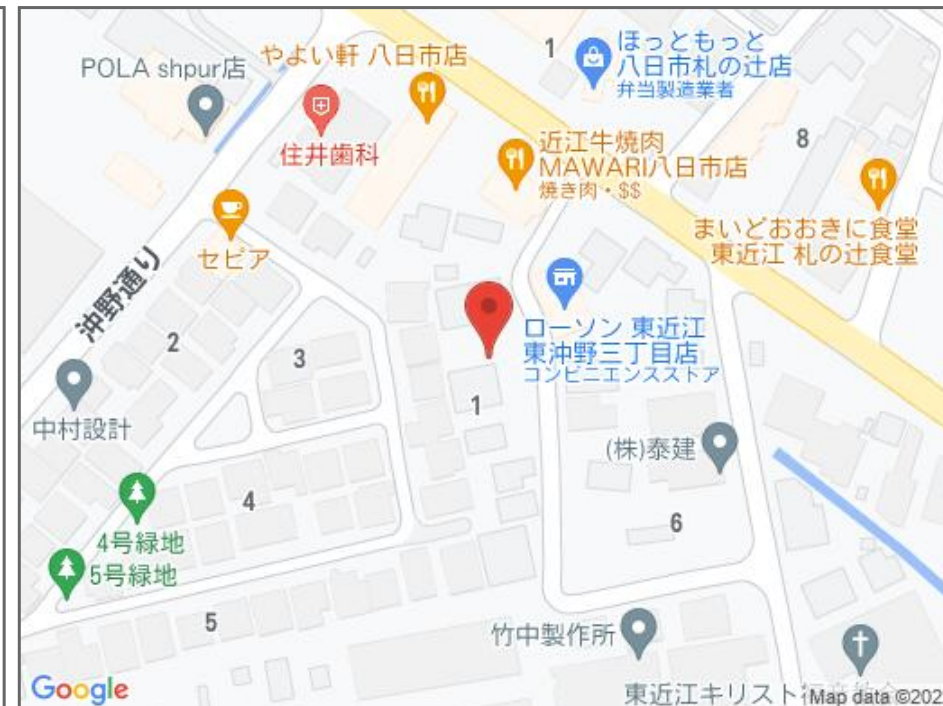 POLA shpur店
やよい軒 八日市店
1
ほっともっと
八日市札の辻店
弁当製造業者
住井歯科
近江牛焼肉
MAWARI八日市店
焼き肉・$$
8
まいどおおきに食堂
東近江 札の辻食堂
セピア
沖野通り
2
3
ローソン 東近江
東沖野三丁目店
コンビニエンスストア
1
中村設計
(株)泰建
4
6
4号緑地
5号緑地
5
竹中製作所
Google
東近江キリスト
Map data ©202